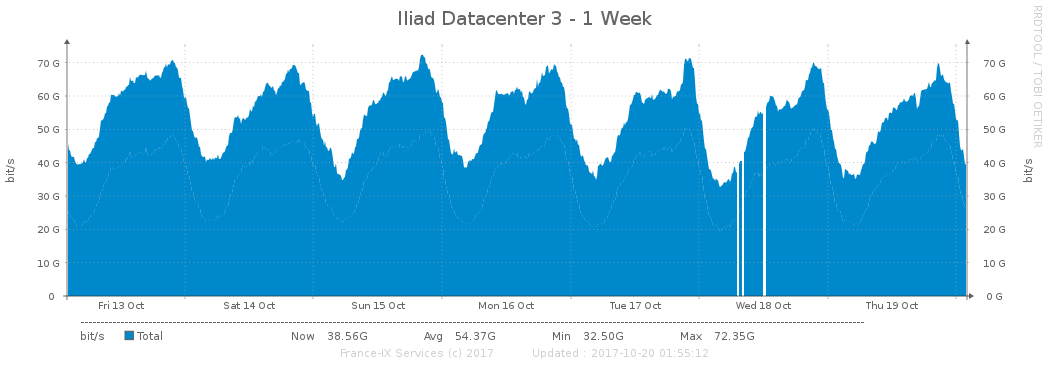 Iliad Datacenter 3 - 1 Week
RRDTOOL / TOBI OETIKER
bit/s
70 G 70 G
60 G 60 G
50 G 50 G
40 G 40 G
30 G 30 G
20 G 20 G
10 G 10 G
0 0 G
bit/s
Fri 13 Oct Sat 14 Oct Sun 15 Oct Mon 16 Oct Tue 17 Oct Wed 18 Oct Thu 19 Oct
bit/s Total Now 38.56G Avg 54.37G Min 32.50G Max 72.35G
France-IX Services (c) 2017 Updated : 2017-10-20 01:55:12